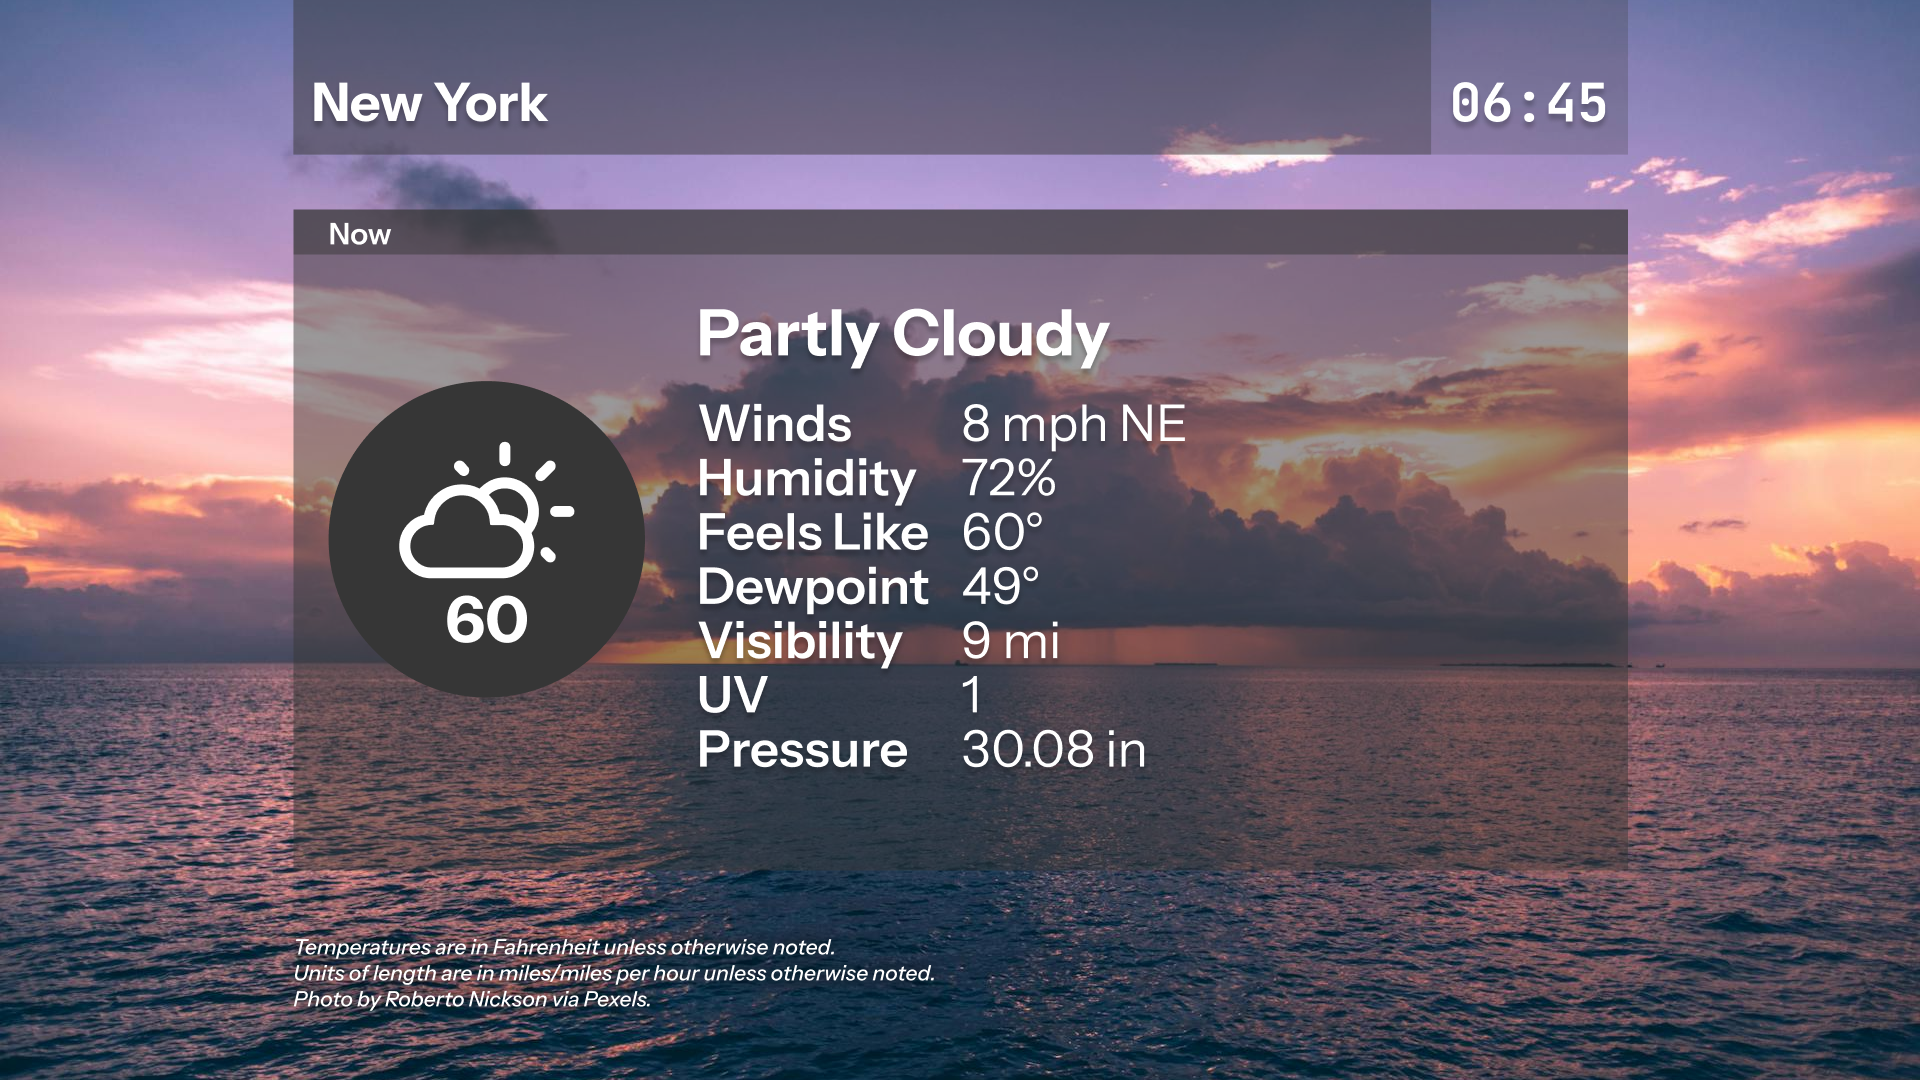 New York
06:45
Now
Partly Cloudy
Winds 8 mph NE
Humidity 72%
Feels Like 60°
Dewpoint 49°
Visibility 9 mi
UV 1
Pressure 30.08 in
60
Temperatures are in Fahrenheit unless otherwise noted.
Units of length are in miles/miles per hour unless otherwise noted.
Photo by Roberto Nickson via Pexels.